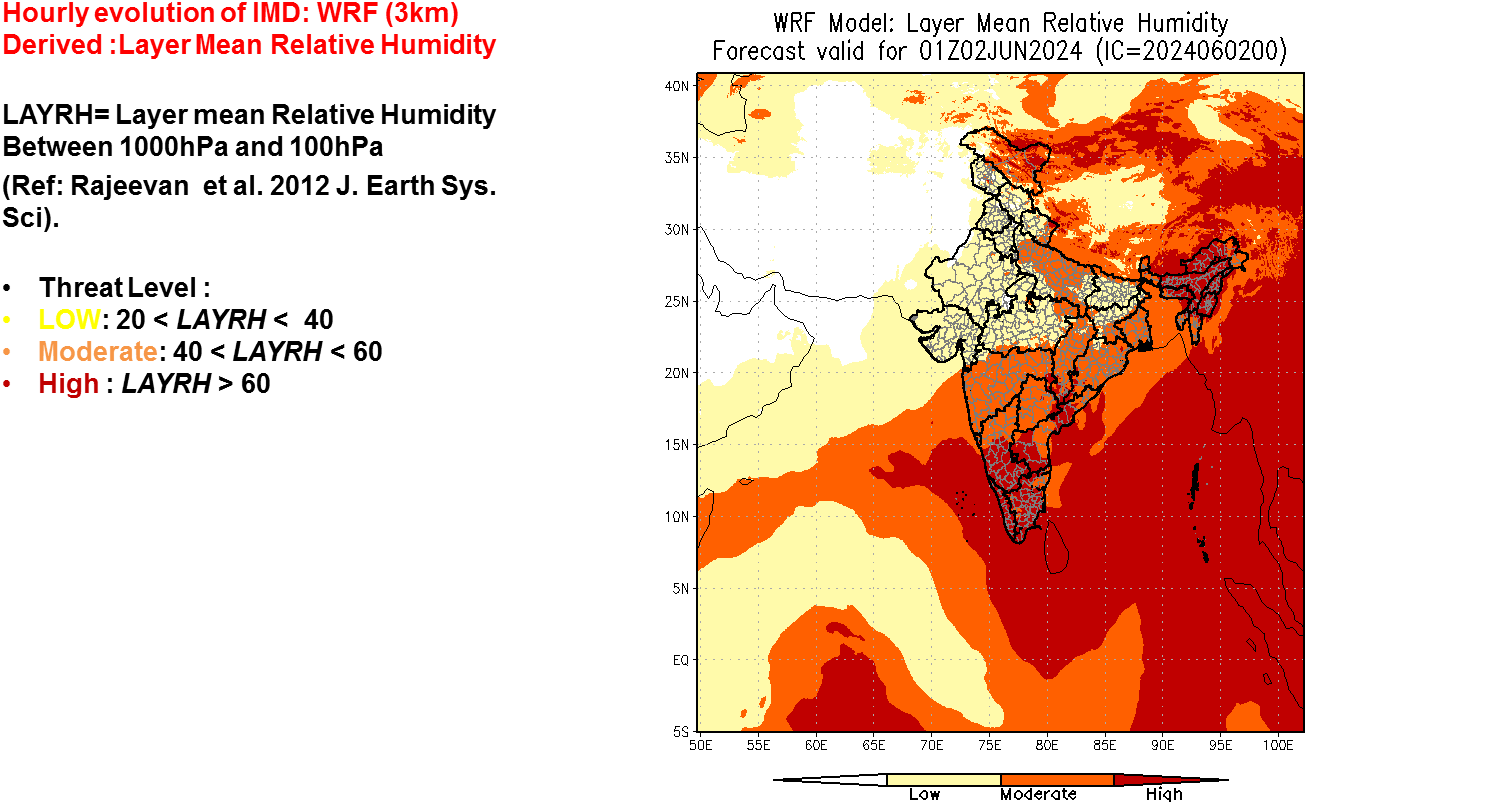 Hourly evolution of IMD: WRF (3km)
Derived :Layer Mean Relative Humidity
LAYRH= Layer mean Relative Humidity
Between 1000hPa and 100hPa
(Ref: Rajeevan et al. 2012 J. Earth Sys.
Sci).
• Threat Level :
• LOW: 20 < LAYRH < 40
• Moderate: 40 < LAYRH < 60
• High : LAYRH > 60
WRF Model: Layer Mean Relative Humidity
Forecast valid for 01Z02JUN2024 (IC=2024060200)
40N
35N
30N
25N
20N
15N
10N
5N
EQ
5S
50E 55E 60E 65E 70E 75E 80E 85E 90E 95E 100E
Low Moderate High